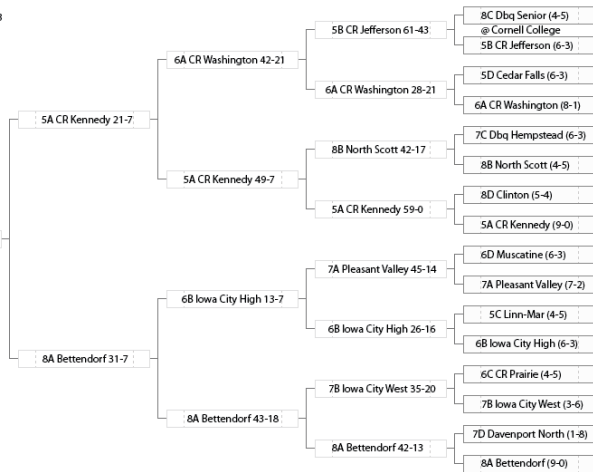 8C Dbq Senior (4-5)
@ Cornell College
5B CR Jefferson (6-3)
5B CR Jefferson 61-43
5D Cedar Falls (6-3)
6A CR Washington (8-1)
6A CR Washington 28-21
6A CR Washington 42-21
7C Dbq Hempstead (6-3)
8B North Scott (4-5)
8B North Scott 42-17
8D Clinton (5-4)
5A CR Kennedy (9-0)
5A CR Kennedy 59-0
5A CR Kennedy 49-7
5A CR Kennedy 21-7
6D Muscatine (6-3)
7A Pleasant Valley (7-2)
7A Pleasant Valley 45-14
5C Linn-Mar (4-5)
6B Iowa City High (6-3)
6B Iowa City High 26-16
6B Iowa City High 13-7
6C CR Prairie (4-5)
7B Iowa City West (3-6)
7B Iowa City West 35-20
7D Davenport North (1-8)
8A Bettendorf (9-0)
8A Bettendorf 42-13
8A Bettendorf 43-18
8A Bettendorf 31-7